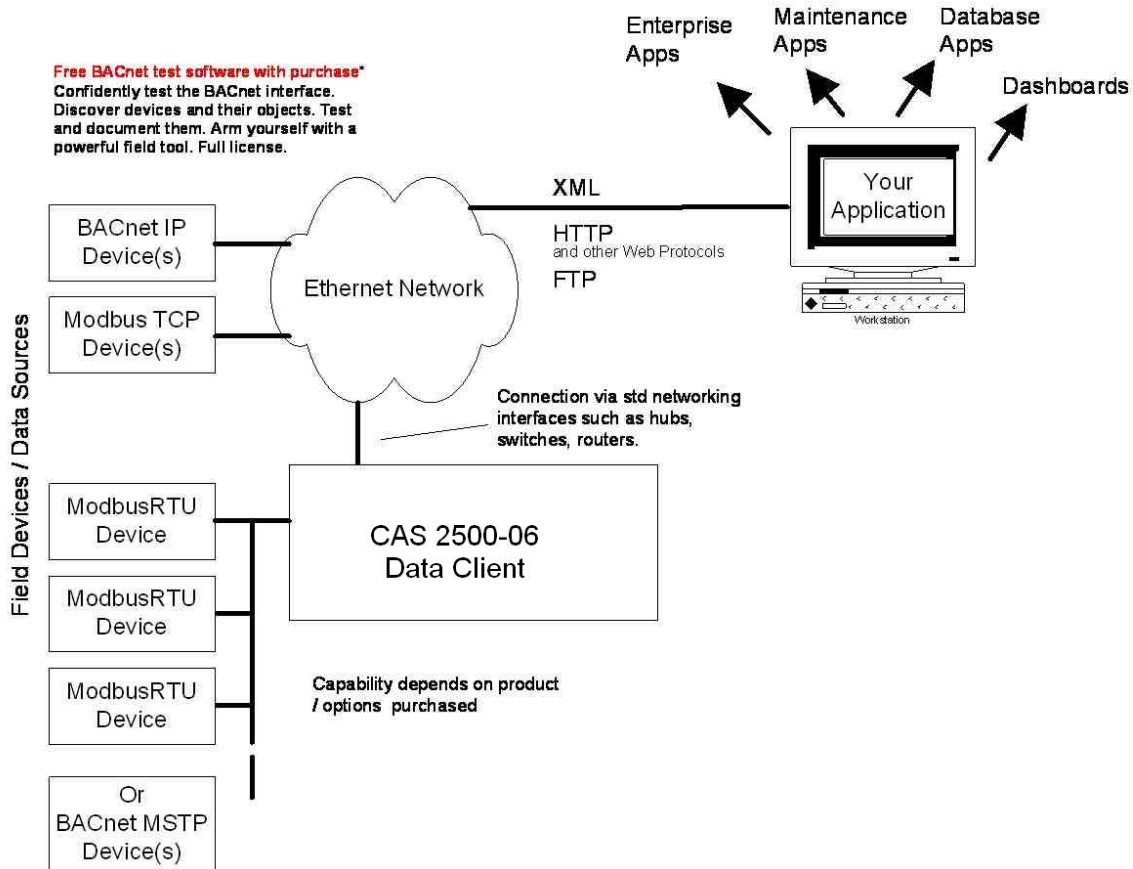 Enterprise
Apps
Maintenance
Apps
Database
Apps
Dashboards
Free BACnet test software with purchase*
Confidently test the BACnet interface.
Discover devices and their objects. Test
and document them. Arm yourself with a
powerful field tool. Full license.
BACnet IP
Device(s)
Modbus TCP
Device(s)
Ethernet Network
XML
HTTP
and other Web Protocols
FTP
Your
Application
Workstation
Field Devices / Data Sources
Connection via std networking
interfaces such as hubs,
switches, routers.
ModbusRTU
Device
ModbusRTU
Device
ModbusRTU
Device
Or
BACnet MSTP
Device(s)
CAS 2500-06
Data Client
Capability depends on product
/ options purchased